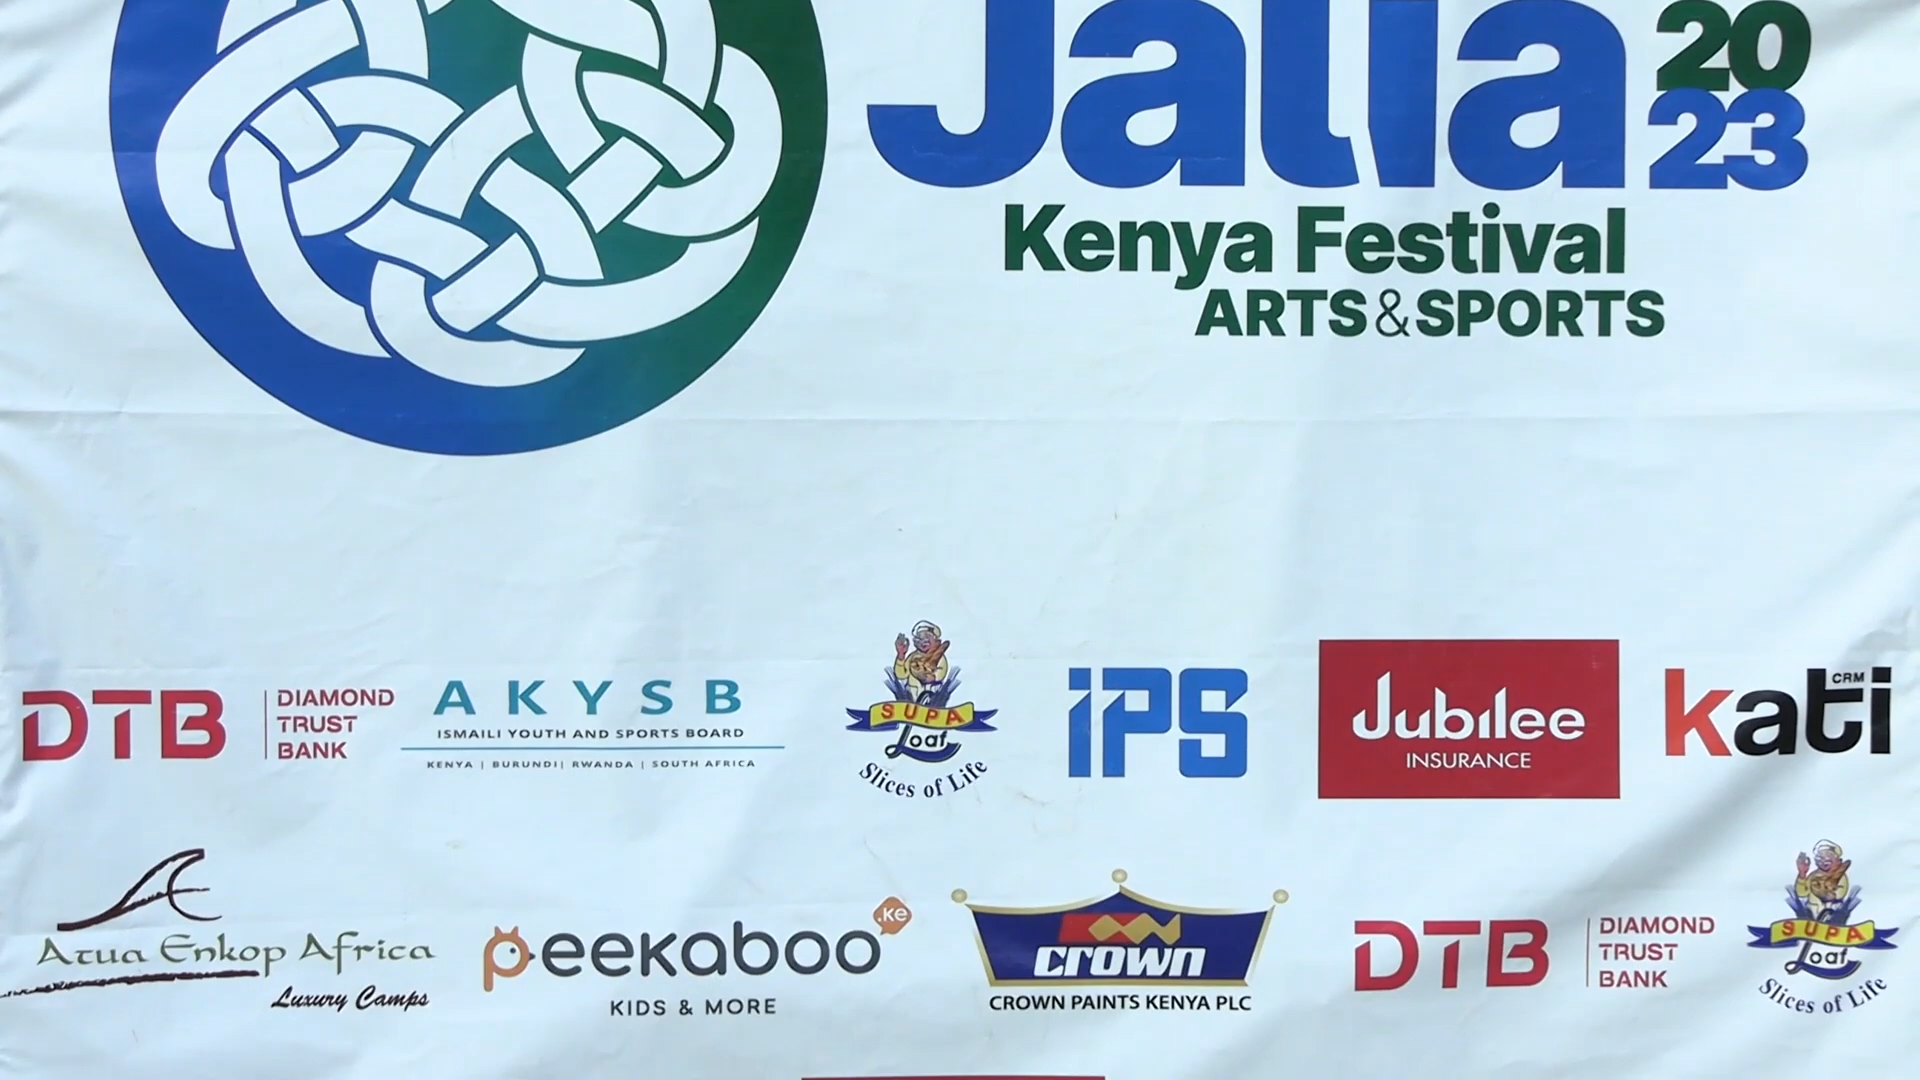 Jalia 2023
Kenya Festival
ARTS & SPORTS
DTB DIAMOND TRUST BANK
AKYSB
ISMAILI YOUTH AND SPORTS BOARD
KENYA | BURUNDI | RWANDA | SOUTH AFRICA
SUPA
Loaf
Slices of Life
iPS
Jubilee
INSURANCE
kati CRM
Atua Enkop Africa
Luxury Camps
peekaboo .ke
KIDS & MORE
crown
CROWN PAINTS KENYA PLC
DTB DIAMOND TRUST BANK
SUPA
Loaf
Slices of Life